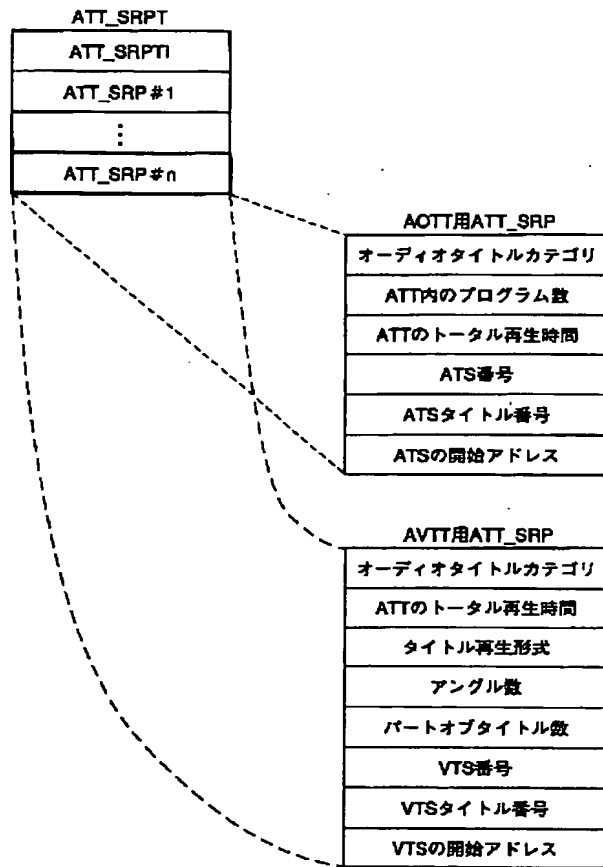 ATT_SRPT
ATT_SRPTI
ATT_SRP#1
⋮
ATT_SRP#n
AOTT用ATT_SRP
オーディオタイトルカテゴリ
ATT内のプログラム数
ATTのトータル再生時間
ATS番号
ATSタイトル番号
ATSの開始アドレス
AVTT用ATT_SRP
オーディオタイトルカテゴリ
ATTのトータル再生時間
タイトル再生形式
アングル数
パートオブタイトル数
VTS番号
VTSタイトル番号
VTSの開始アドレス